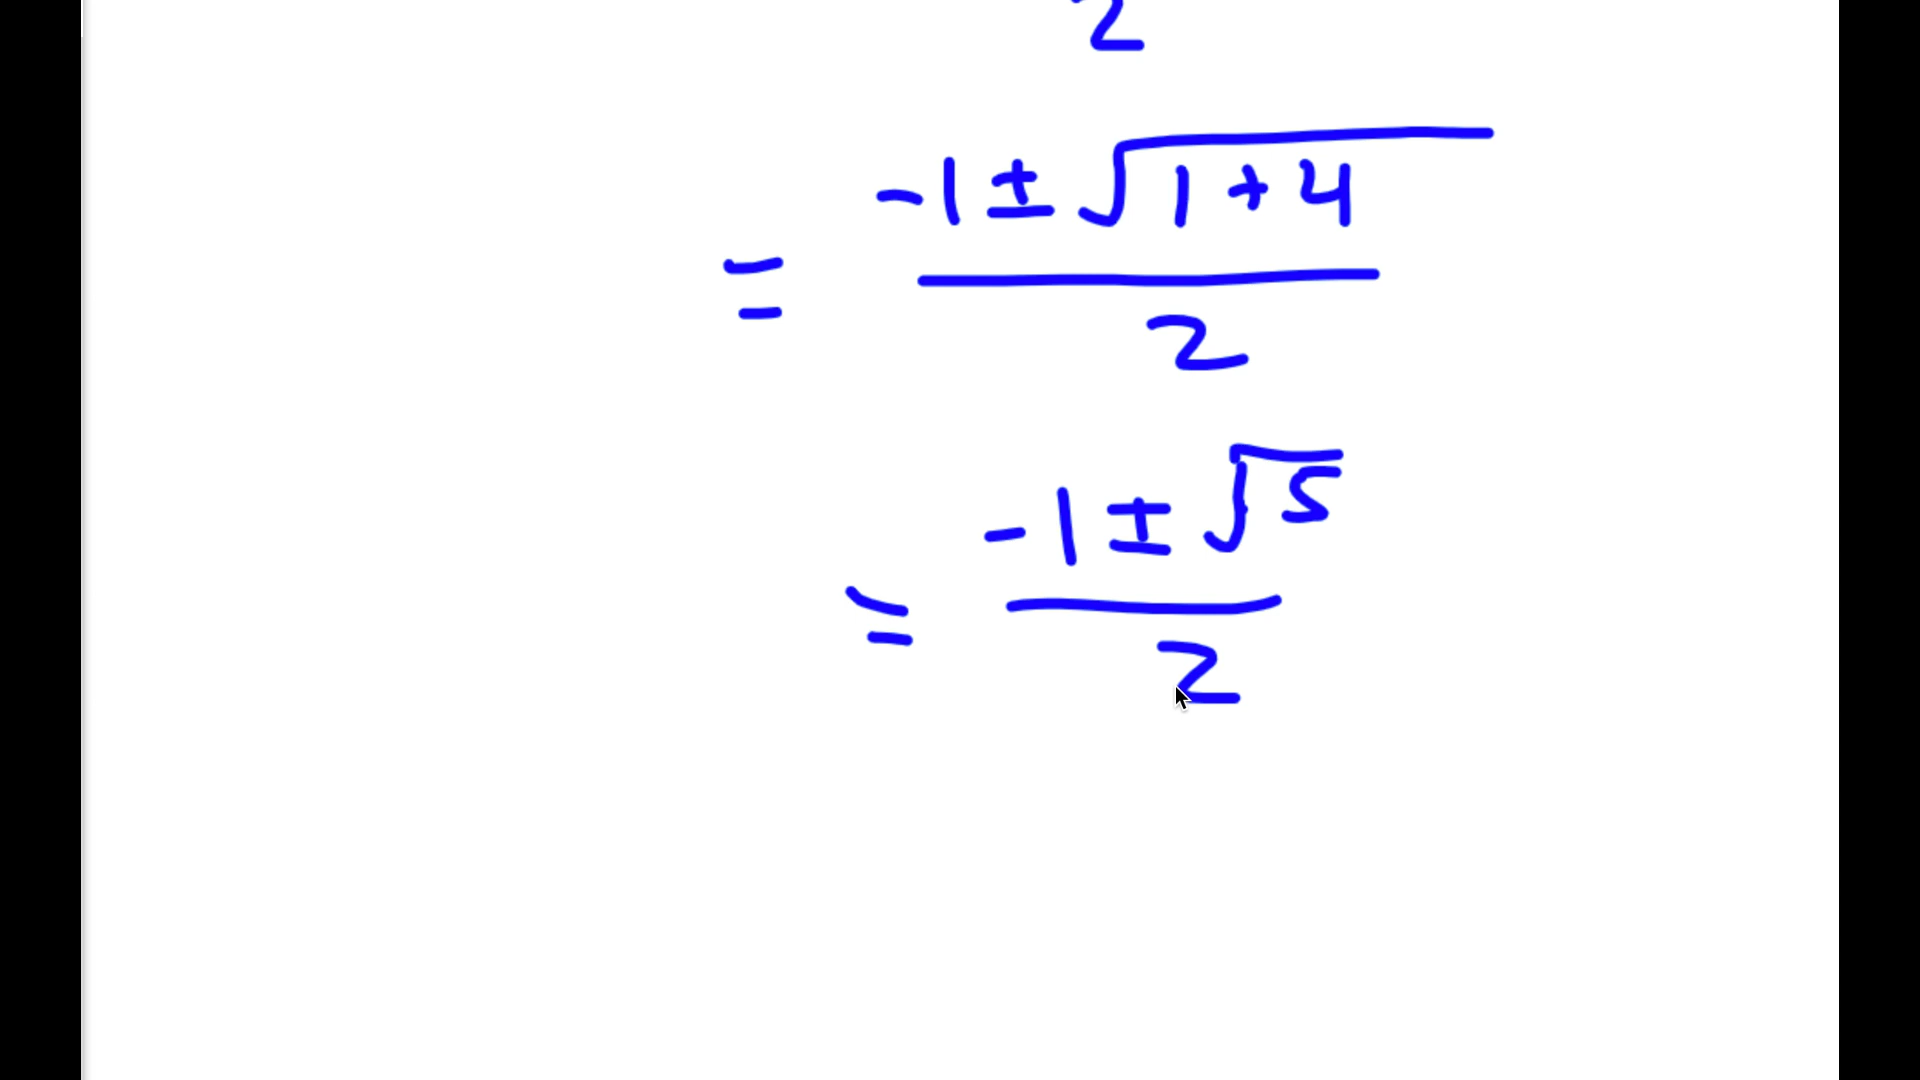 2
= (-1 ± √(1 + 4)) / 2
= (-1 ± √5) / 2